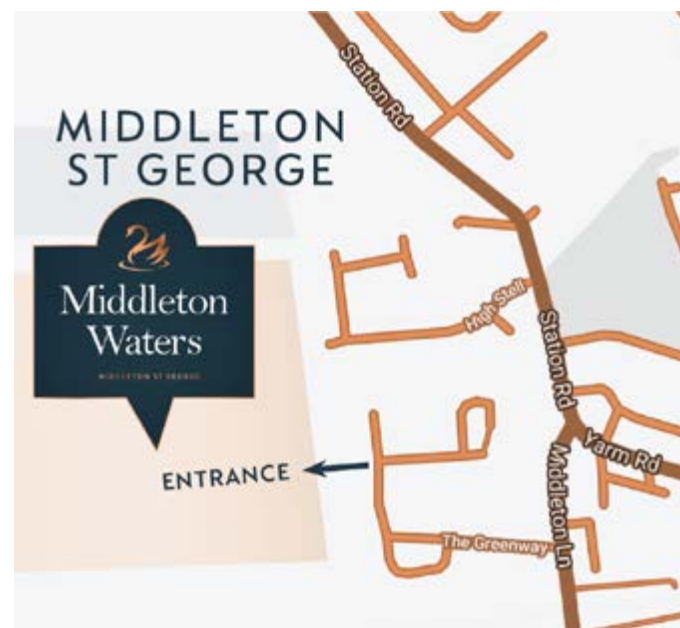 MIDDLETON
ST GEORGE
Middleton
Waters
MIDDLETON ST GEORGE
ENTRANCE
Station Rd
High Stell
Station Rd
Yarm Rd
Middleton Ln
The Greenway